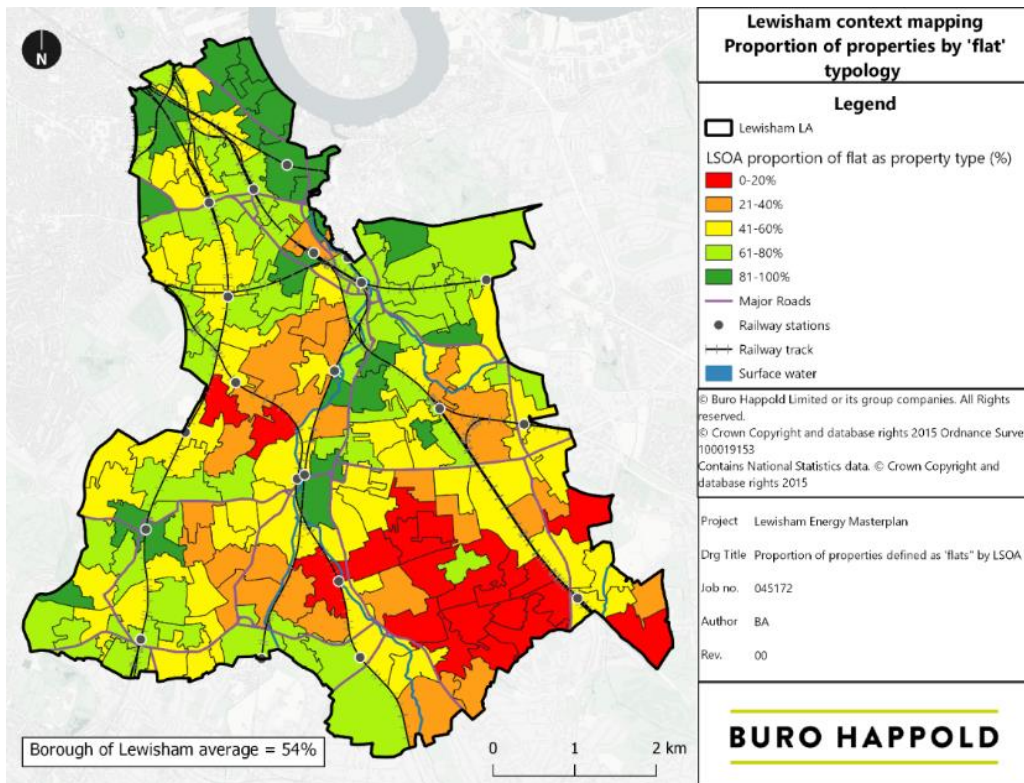 N
Borough of Lewisham average = 54%
0 1 2 km
Lewisham context mapping
Proportion of properties by 'flat'
typology
Legend
Lewisham LA
LSOA proportion of flat as property type (%)
0-20%
21-40%
41-60%
61-80%
81-100%
Major Roads
Railway stations
Railway track
Surface water
© Buro Happold Limited or its group companies. All Rights
reserved.
© Crown Copyright and database rights 2015 Ordnance Surve
100019153
Contains National Statistics data. © Crown Copyright and
database rights 2015
Project Lewisham Energy Masterplan
Drg Title Proportion of properties defined as 'flats" by LSOA
Job no. 045172
Author BA
Rev. 00
BURO HAPPOLD